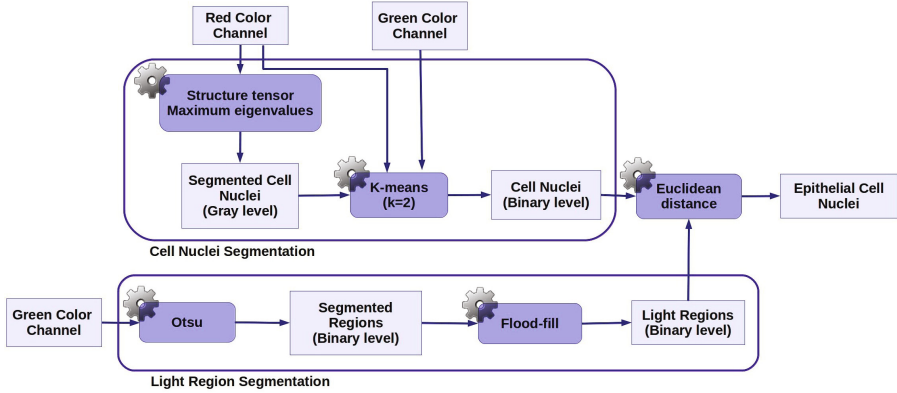 Red Color
Channel
Green Color
Channel
Structure tensor
Maximum eigenvalues
Segmented Cell
Nuclei
(Gray level)
K-means
(k=2)
Cell Nuclei
(Binary level)
Euclidean
distance
Epithelial Cell
Nuclei
Cell Nuclei Segmentation
Green Color
Channel
Otsu
Segmented
Regions
(Binary level)
Flood-fill
Light Regions
(Binary level)
Light Region Segmentation